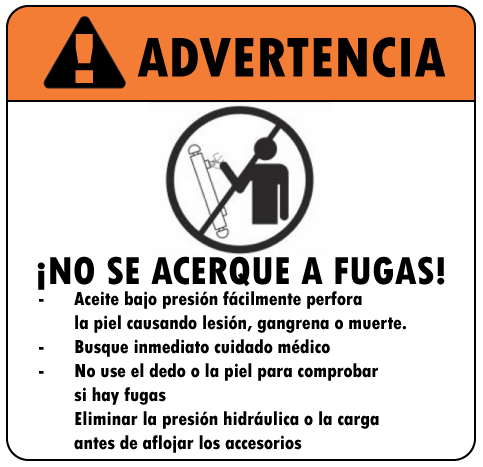 ADVERTENCIA
¡NO SE ACERQUE A FUGAS!
- Aceite bajo presión fácilmente perfora
la piel causando lesión, gangrena o muerte.
- Busque inmediato cuidado médico
- No use el dedo o la piel para comprobar
si hay fugas
Eliminar la presión hidráulica o la carga
antes de aflojar los accesorios